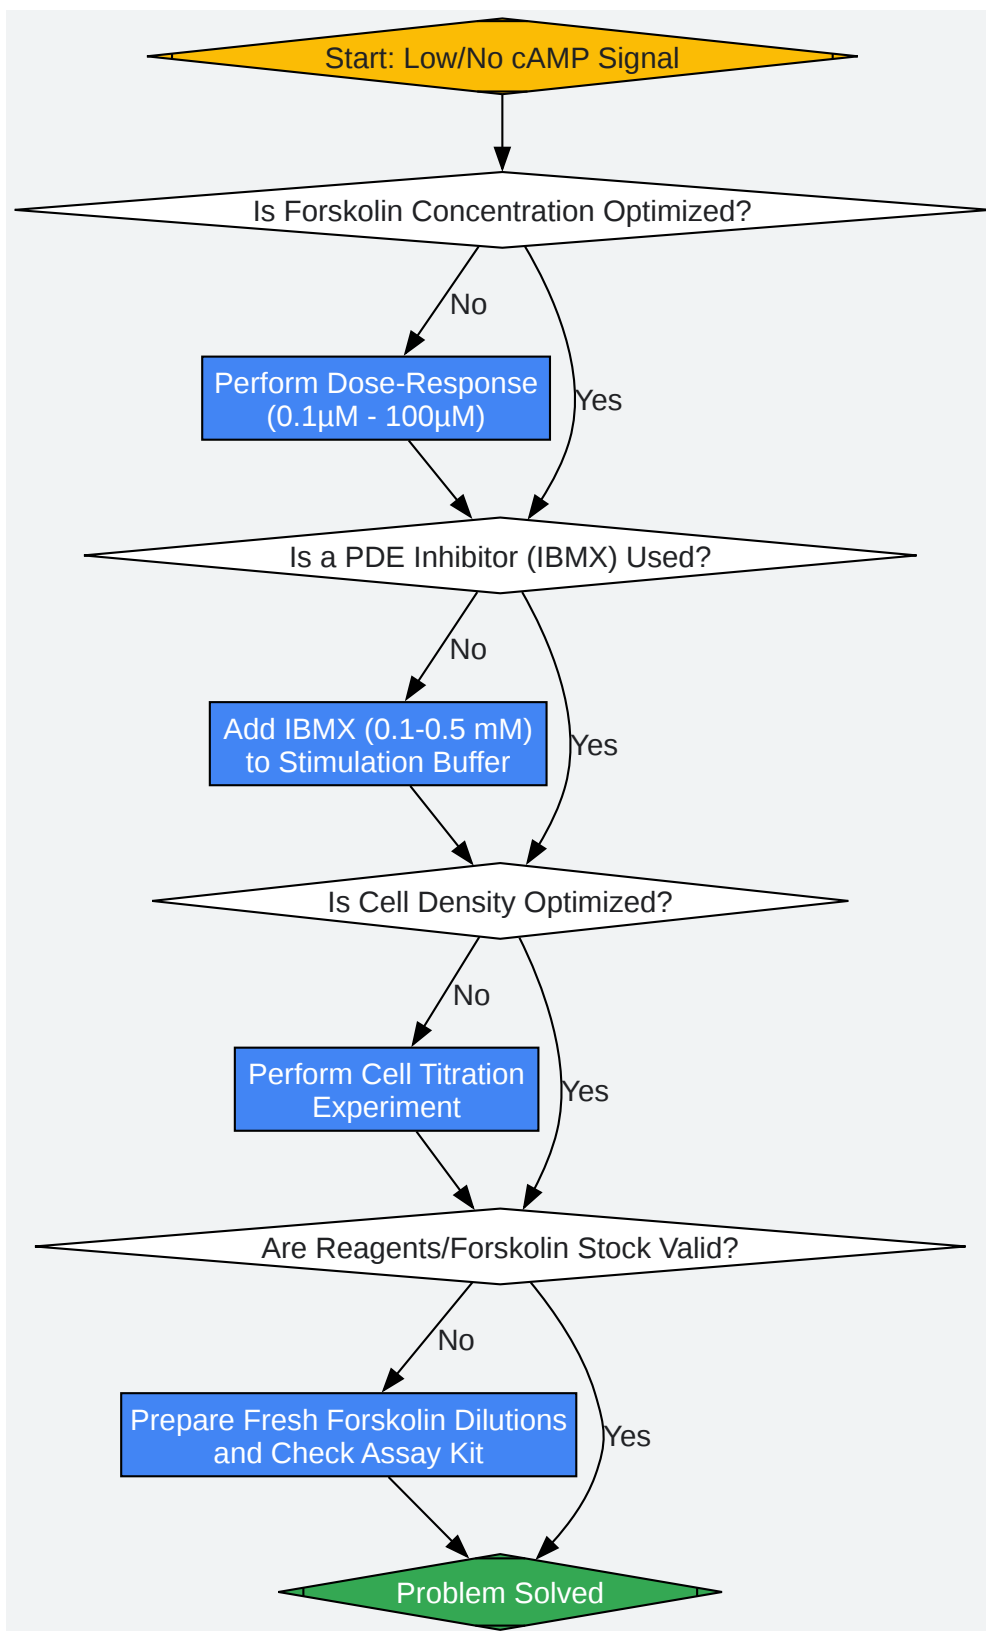 Start: Low/No cAMP Signal
Is Forskolin Concentration Optimized?
No
Perform Dose-Response
(0.1µM - 100µM)
Yes
Is a PDE Inhibitor (IBMX) Used?
No
Add IBMX (0.1-0.5 mM)
to Stimulation Buffer
Yes
Is Cell Density Optimized?
No
Perform Cell Titration
Experiment
Yes
Are Reagents/Forskolin Stock Valid?
No
Prepare Fresh Forskolin Dilutions
and Check Assay Kit
Yes
Problem Solved